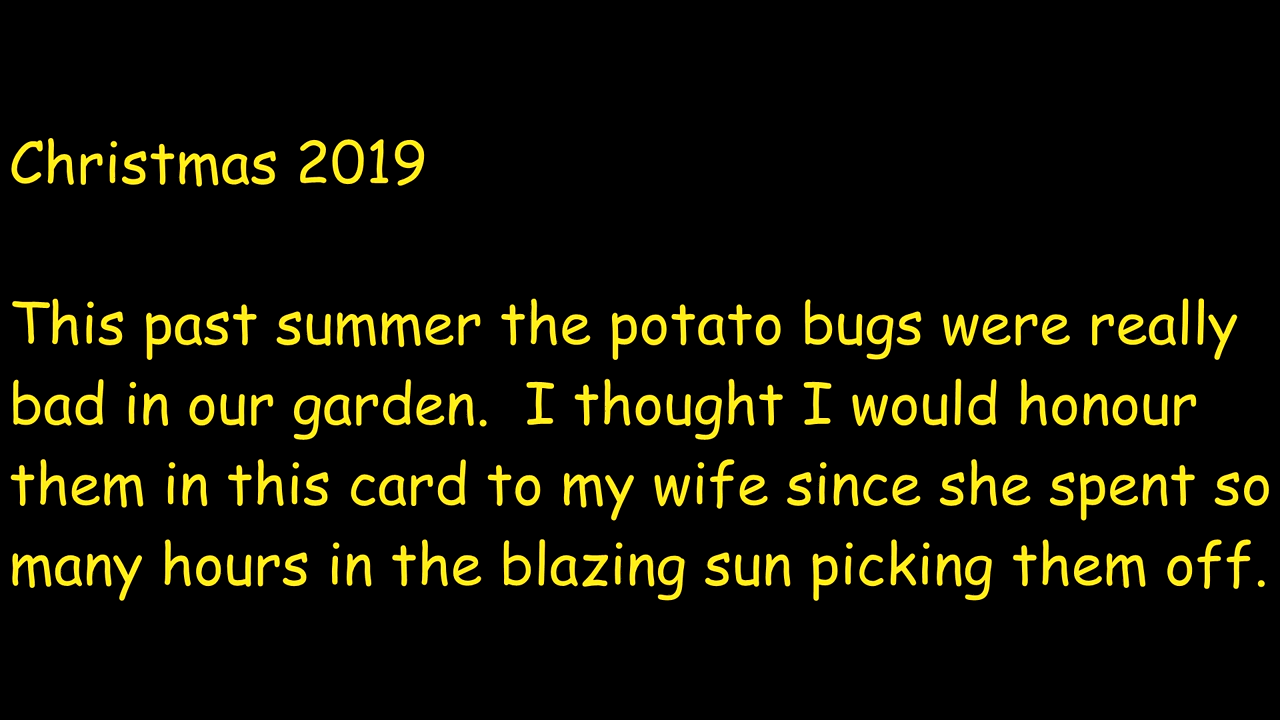 Christmas 2019
This past summer the potato bugs were really
bad in our garden.  I thought I would honour
them in this card to my wife since she spent so
many hours in the blazing sun picking them off.